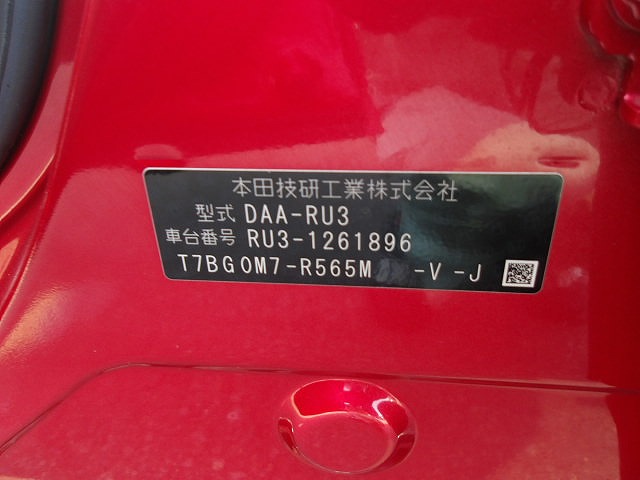 本田技研工業株式会社
型式 DAA-RU3
車台番号 RU3-1261896
T7BG0M7-R565M -V -J